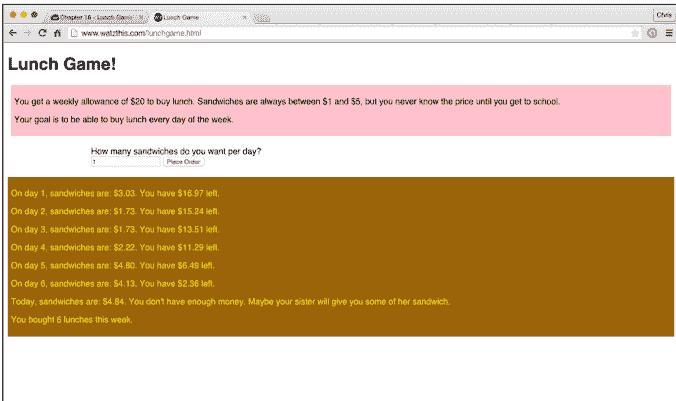 Chapter 16 - Lunch Game
Lunch Game
Chris
www.watzthis.com/lunchgame.html
Lunch Game!
You get a weekly allowance of $20 to buy lunch. Sandwiches are always between $1 and $5, but you never know the price until you get to school.
Your goal is to be able to buy lunch every day of the week.
How many sandwiches do you want per day?
1 Place Order
On day 1, sandwiches are: $3.03. You have $16.97 left.
On day 2, sandwiches are: $1.73. You have $15.24 left.
On day 3, sandwiches are: $1.73. You have $13.51 left.
On day 4, sandwiches are: $2.22. You have $11.29 left.
On day 5, sandwiches are: $4.80. You have $6.49 left.
On day 6, sandwiches are: $4.13. You have $2.36 left.
Today, sandwiches are: $4.84. You don't have enough money. Maybe your sister will give you some of her sandwich.
You bought 6 lunches this week.